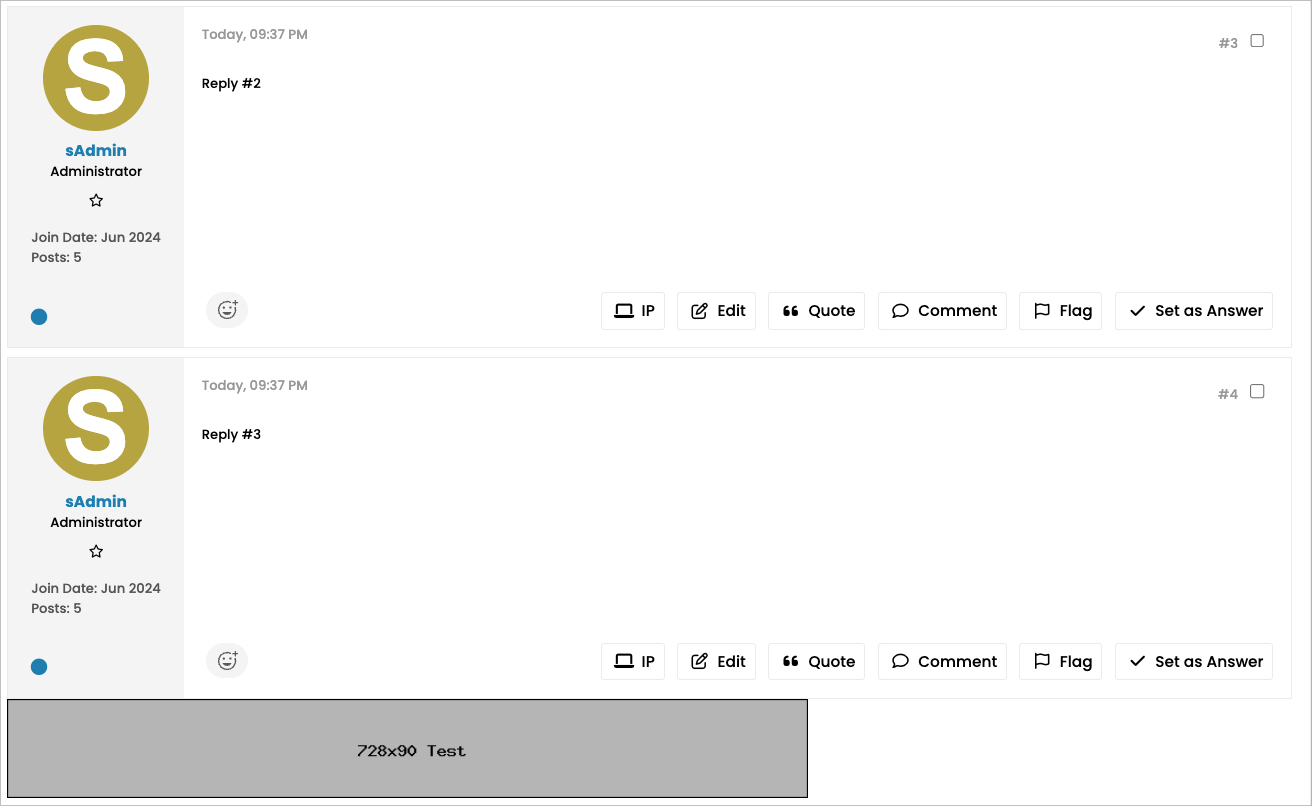 S
sAdmin
Administrator
Join Date: Jun 2024
Posts: 5
Today, 09:37 PM
#3
Reply #2
IP
Edit
Quote
Comment
Flag
Set as Answer
S
sAdmin
Administrator
Join Date: Jun 2024
Posts: 5
Today, 09:37 PM
#4
Reply #3
IP
Edit
Quote
Comment
Flag
Set as Answer
728x90 Test